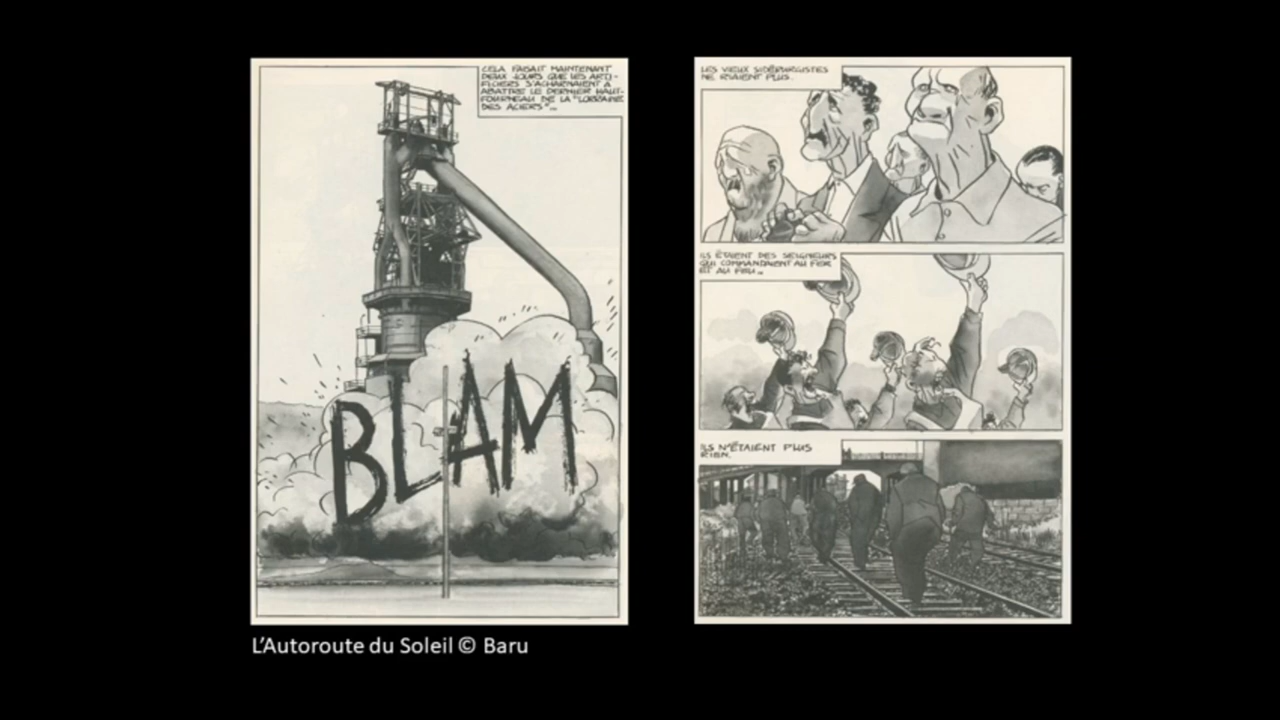 CELA FAISAIT MAINTENANT
DEUX JOURS QUE LES ARTI-
FICIERS S'ACHARNAIENT A
ABATTRE LE DERNIER HAUT-
FOURNEAU DE LA "LORRAINE
DES ACIERS"...
BLAM
LES VIEUX SIDÉRURGISTES
NE RIAIENT PLUS.
ILS ÉTAIENT DES SEIGNEURS
QUI COMMANDAIENT AU FER
ET AU FEU...
ILS N'ÉTAIENT PLUS
RIEN.
L'Autoroute du Soleil © Baru